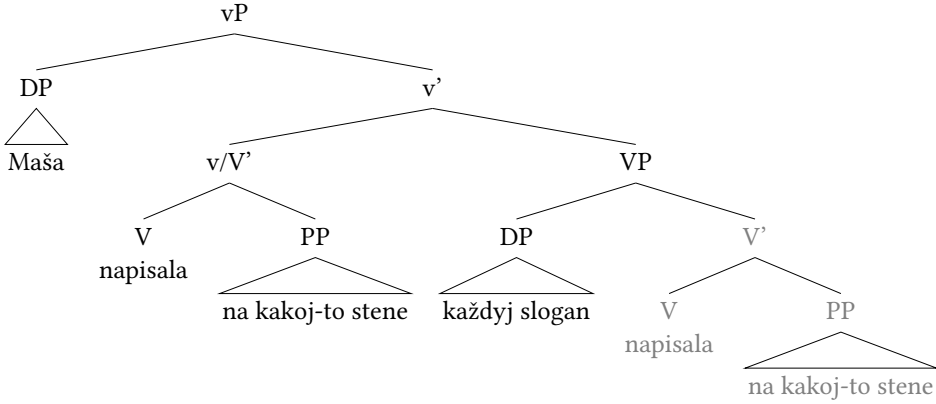 vP
DP v’
Maša v/V’ VP
V PP DP V’
napisala na kakoj-to stene každyj slogan V PP
napisala na kakoj-to stene